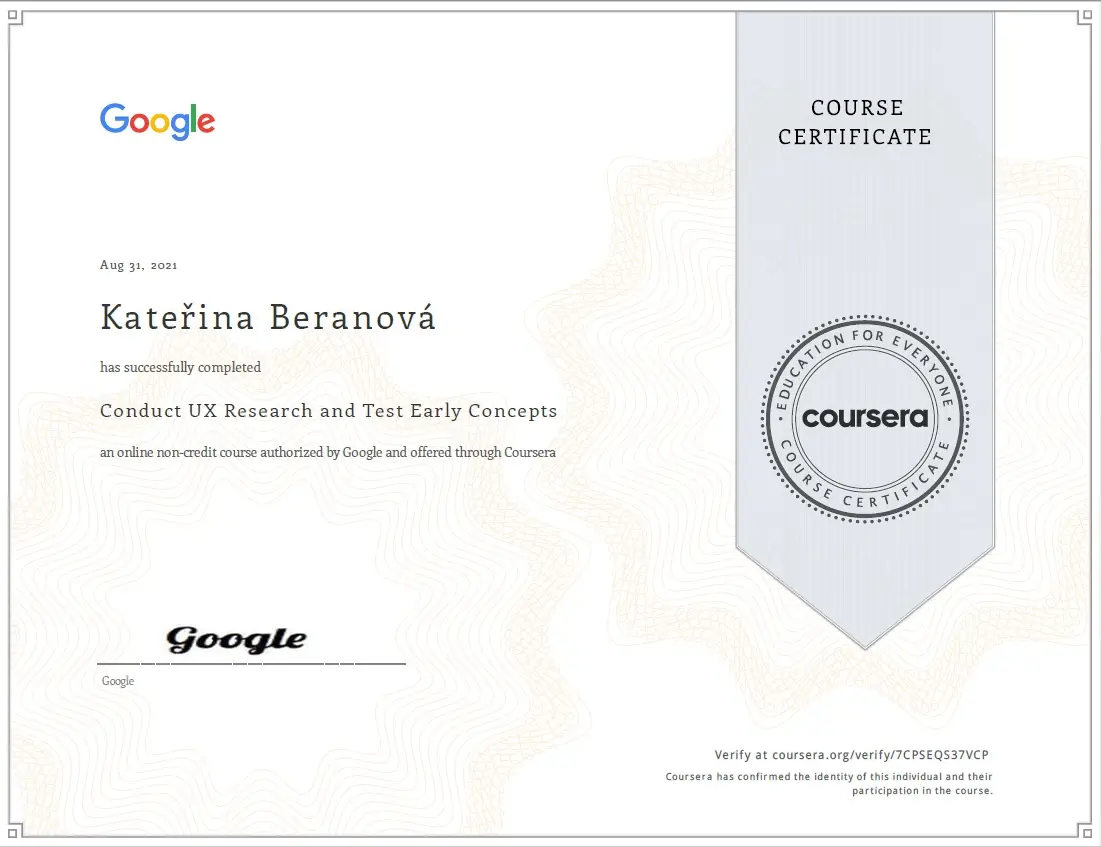 Google
COURSE
CERTIFICATE
Aug 31, 2021
Kateřina Beranová
has successfully completed
Conduct UX Research and Test Early Concepts
an online non-credit course authorized by Google and offered through Coursera
EDUCATION FOR EVERYONE
coursera
COURSE CERTIFICATE
Google
Google
Verify at coursera.org/verify/7CPSEQS37VCP
Coursera has confirmed the identity of this individual and their
participation in the course.